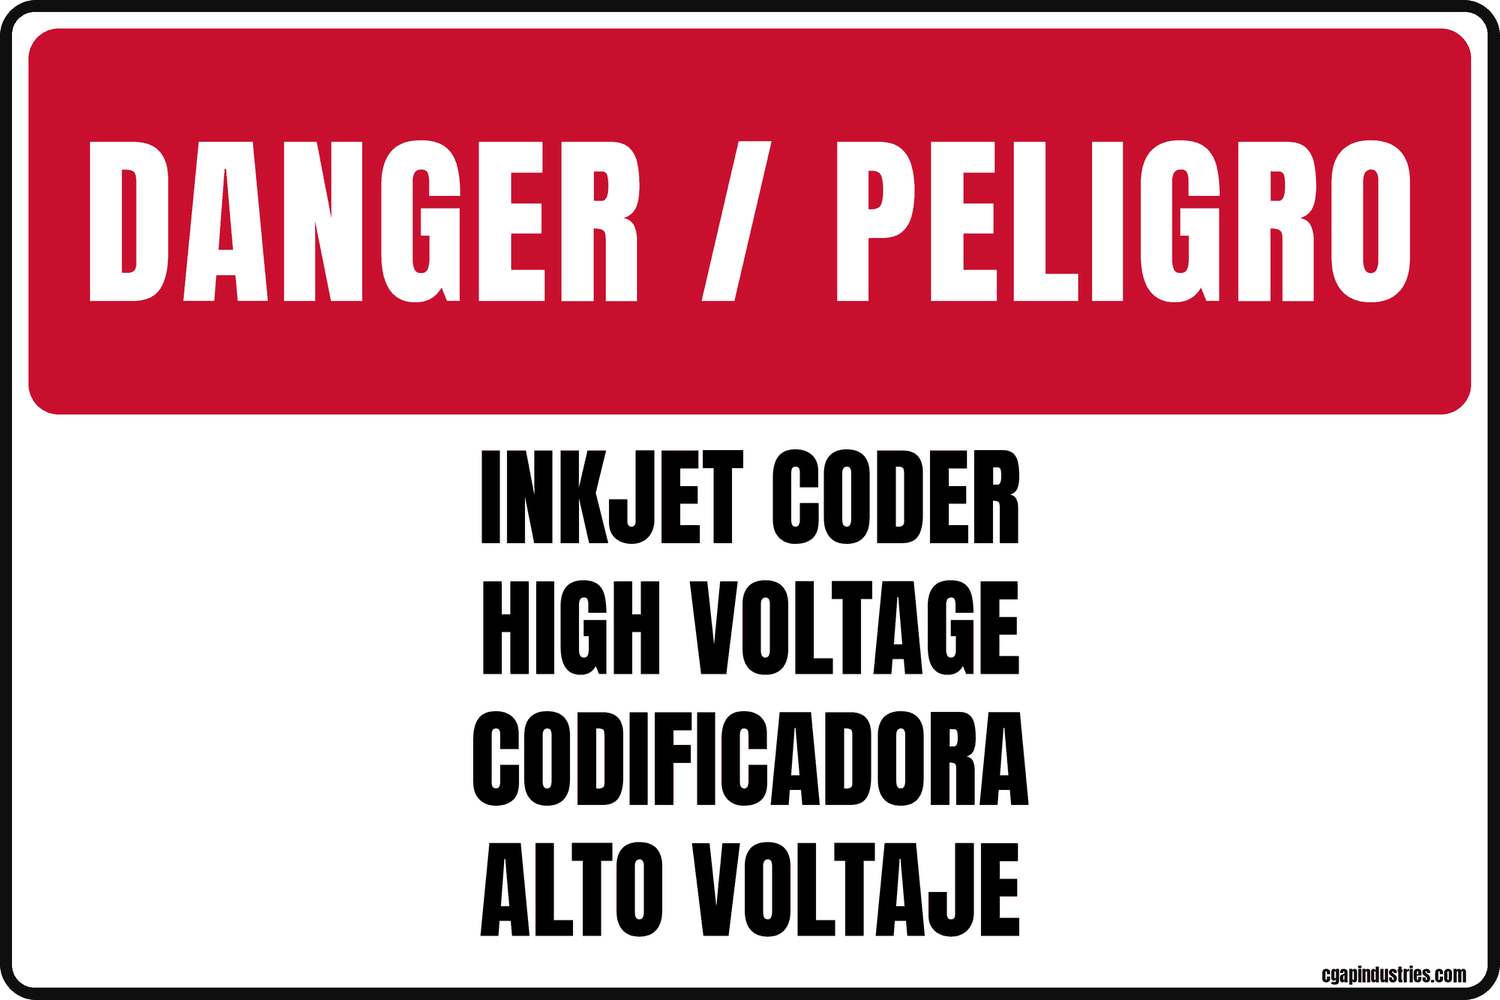 DANGER / PELIGRO
INKJET CODER
HIGH VOLTAGE
CODIFICADORA
ALTO VOLTAJE
cgapindustries.com